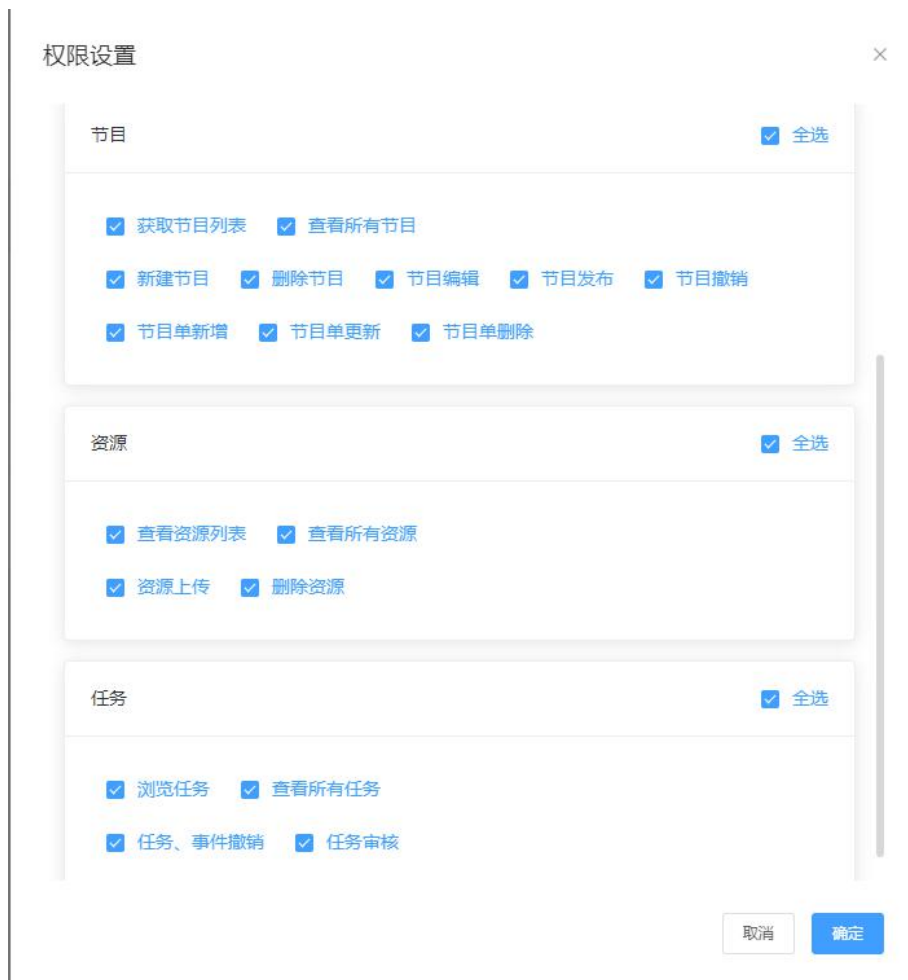 权限设置
节目 全选
获取节目列表 查看所有节目
新建节目 删除节目 节目编辑 节目发布 节目撤销
节目单新增 节目单更新 节目单删除
资源 全选
查看资源列表 查看所有资源
资源上传 删除资源
任务 全选
浏览任务 查看所有任务
任务、事件撤销 任务审核
取消 确定